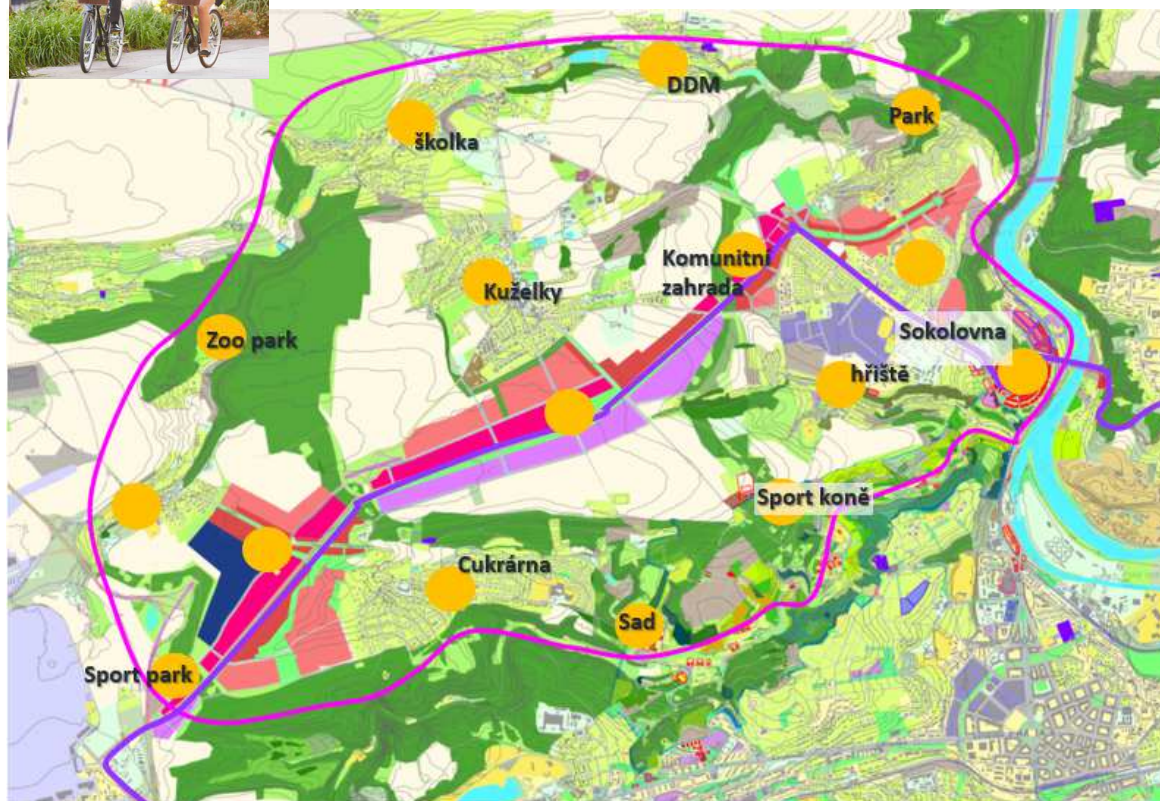 DDM
Park
školka
Komunitní
zahrada
Kuželky
Zoo park
Sokolovna
hřiště
Sport koně
Cukrárna
Sad
Sport park